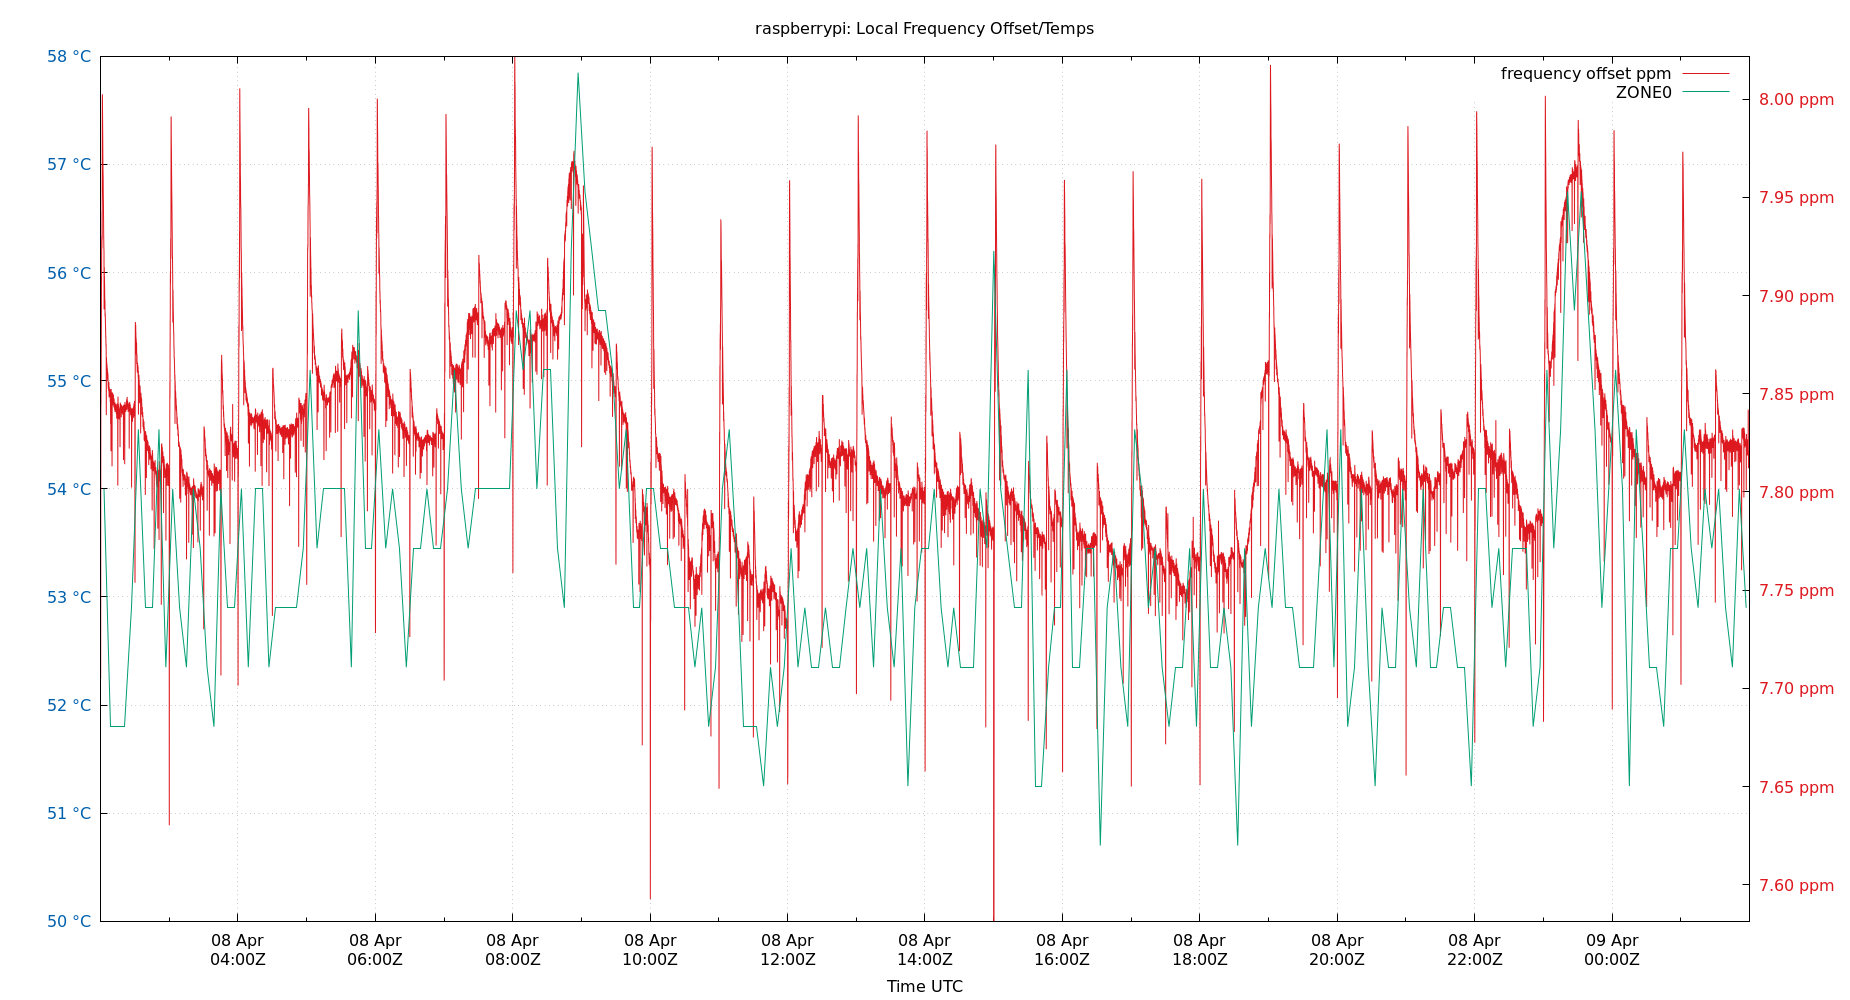 raspberrypi: Local Frequency Offset/Temps
frequency offset ppm
ZONE0
58 °C
57 °C
56 °C
55 °C
54 °C
53 °C
52 °C
51 °C
50 °C
8.00 ppm
7.95 ppm
7.90 ppm
7.85 ppm
7.80 ppm
7.75 ppm
7.70 ppm
7.65 ppm
7.60 ppm
08 Apr
04:00Z
08 Apr
06:00Z
08 Apr
08:00Z
08 Apr
10:00Z
08 Apr
12:00Z
08 Apr
14:00Z
08 Apr
16:00Z
08 Apr
18:00Z
08 Apr
20:00Z
08 Apr
22:00Z
09 Apr
00:00Z
Time UTC